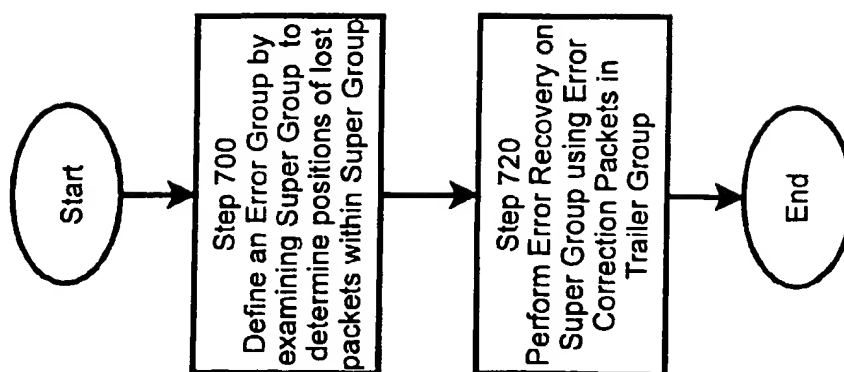 Start
Step 700
Define an Error Group by
examining Super Group to
determine positions of lost
packets within Super Group
Step 720
Perform Error Recovery on
Super Group using Error
Correction Packets in
Trailer Group
End